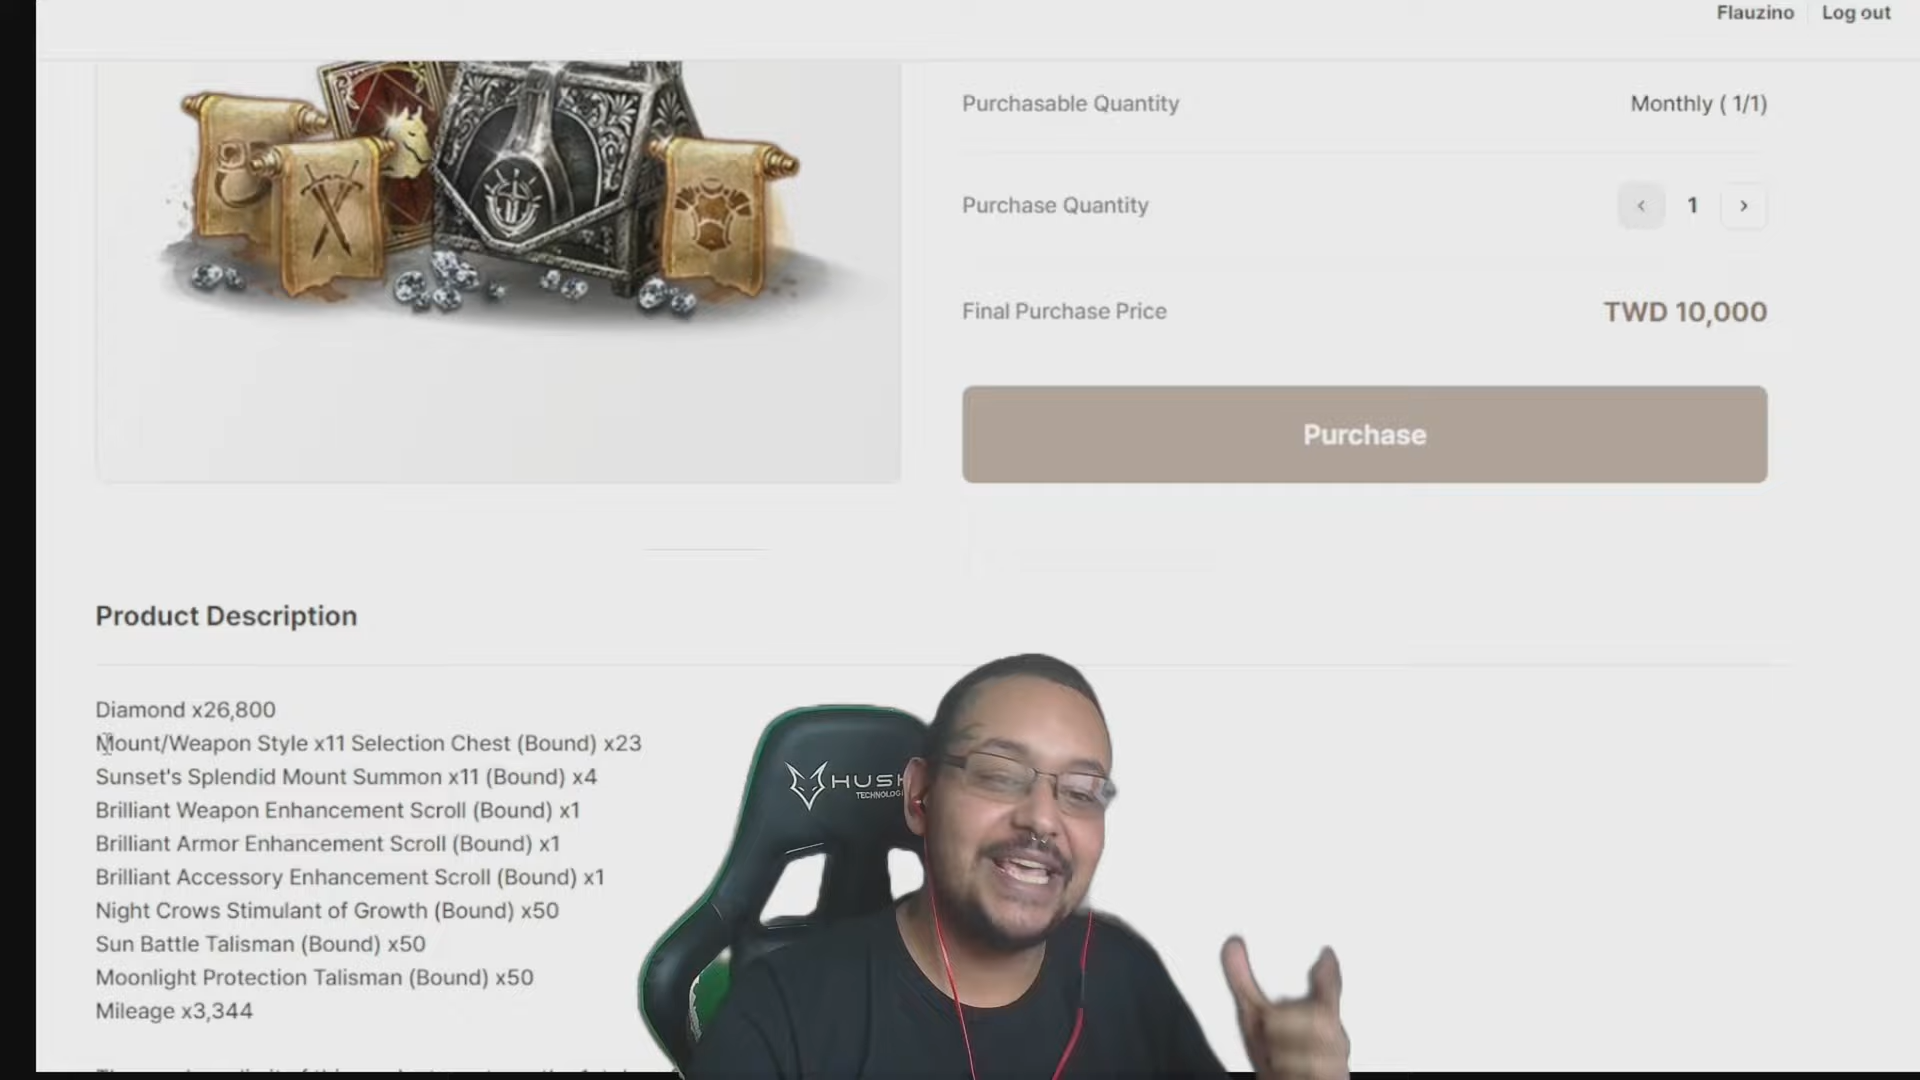 Flauzino Log out
Purchasable Quantity Monthly ( 1/1)
Purchase Quantity 1
Final Purchase Price TWD 10,000
Purchase
Product Description
Diamond x26,800
Mount/Weapon Style x11 Selection Chest (Bound) x23
Sunset's Splendid Mount Summon x11 (Bound) x4
Brilliant Weapon Enhancement Scroll (Bound) x1
Brilliant Armor Enhancement Scroll (Bound) x1
Brilliant Accessory Enhancement Scroll (Bound) x1
Night Crows Stimulant of Growth (Bound) x50
Sun Battle Talisman (Bound) x50
Moonlight Protection Talisman (Bound) x50
Mileage x3,344